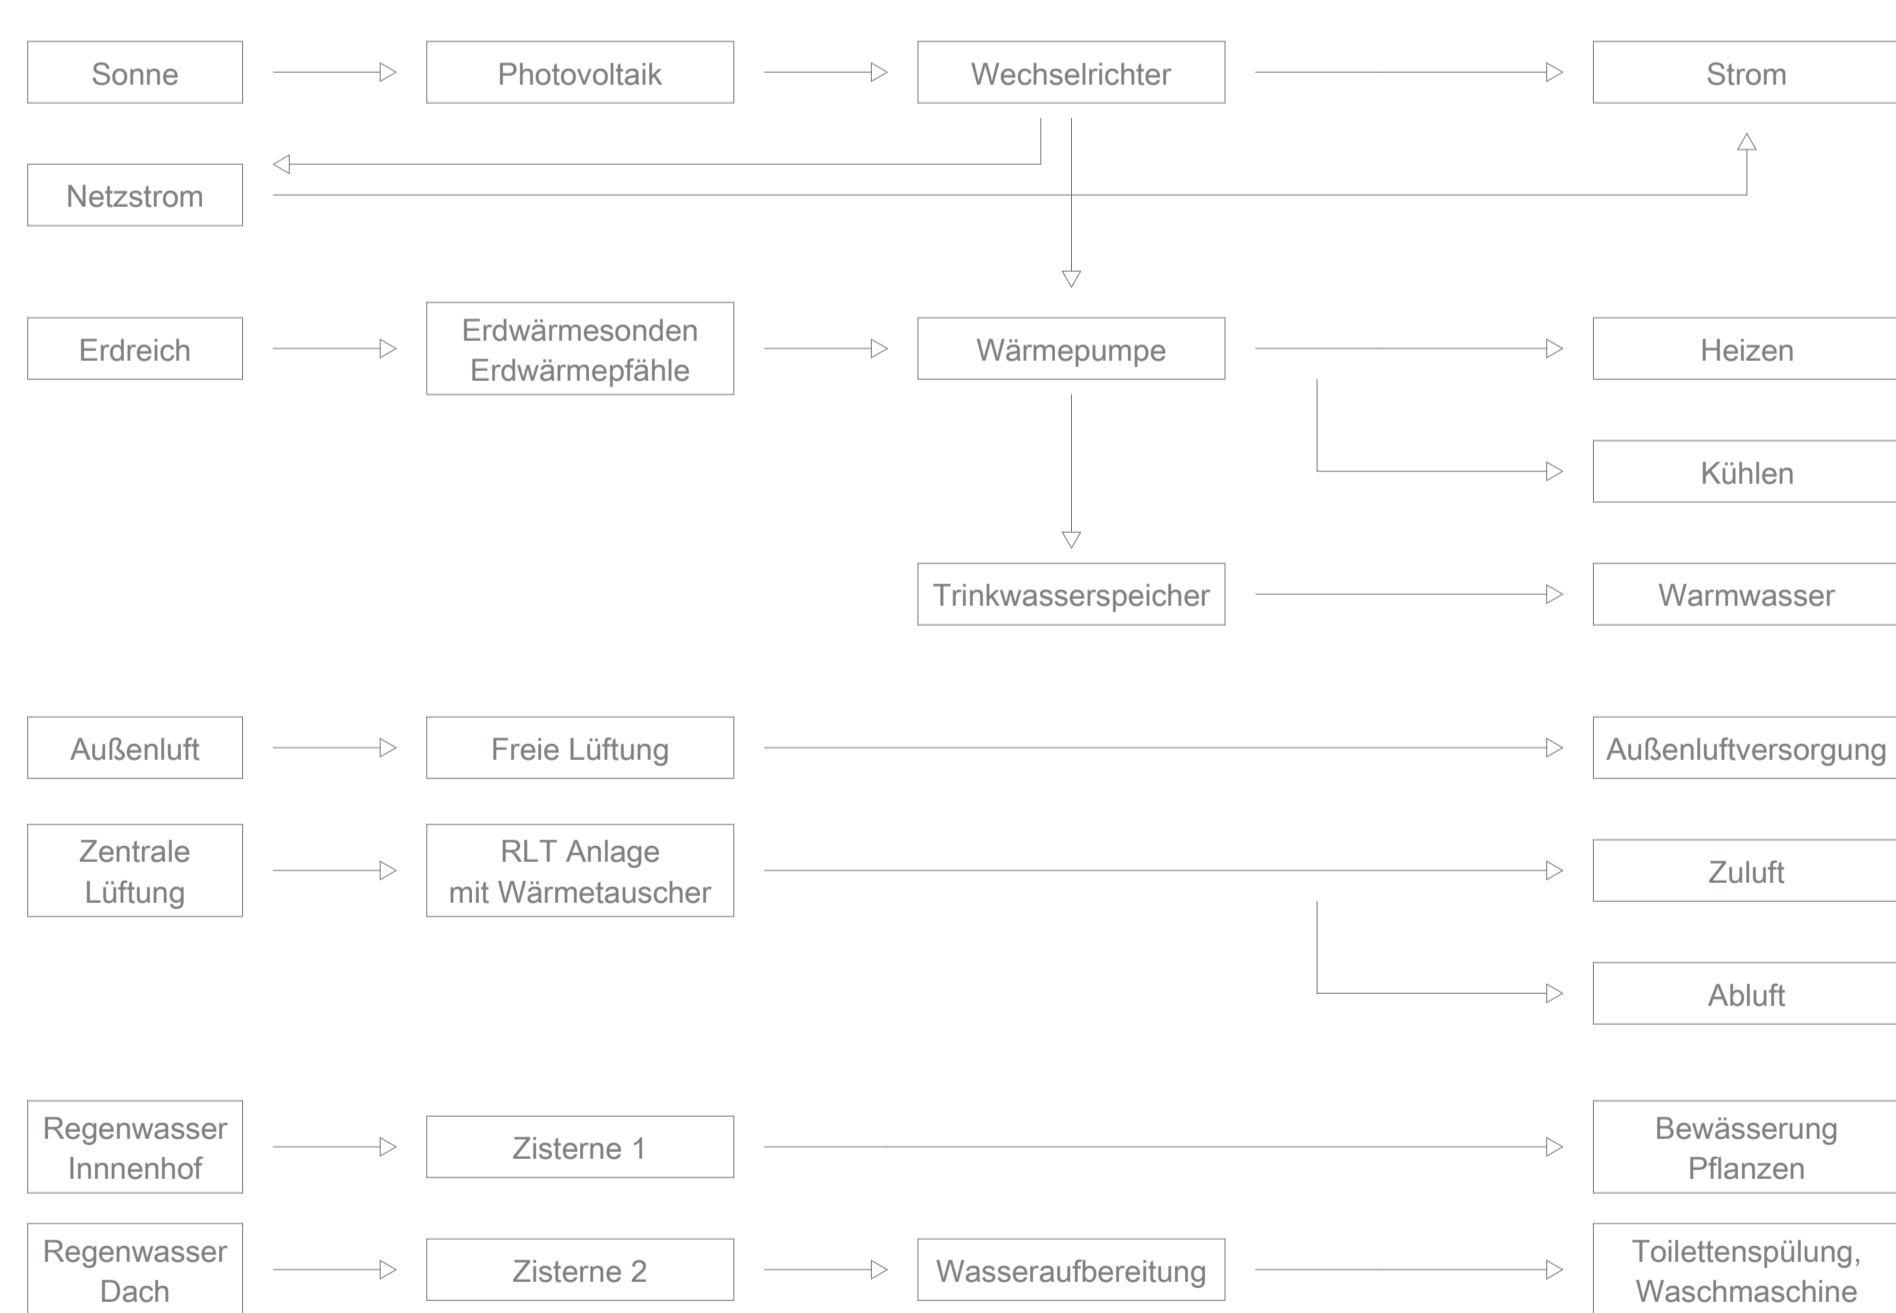 Sonne
Photovoltaik
Wechselrichter
Strom
Netzstrom
Erdreich
Erdwärmesonden
Erdwärmepfähle
Wärmepumpe
Heizen
Kühlen
Trinkwasserspeicher
Warmwasser
Außenluft
Freie Lüftung
Außenluftversorgung
Zentrale
Lüftung
RLT Anlage
mit Wärmetauscher
Zuluft
Abluft
Regenwasser
Innnenhof
Zisterne 1
Bewässerung
Pflanzen
Regenwasser
Dach
Zisterne 2
Wasseraufbereitung
Toilettenspülung,
Waschmaschine